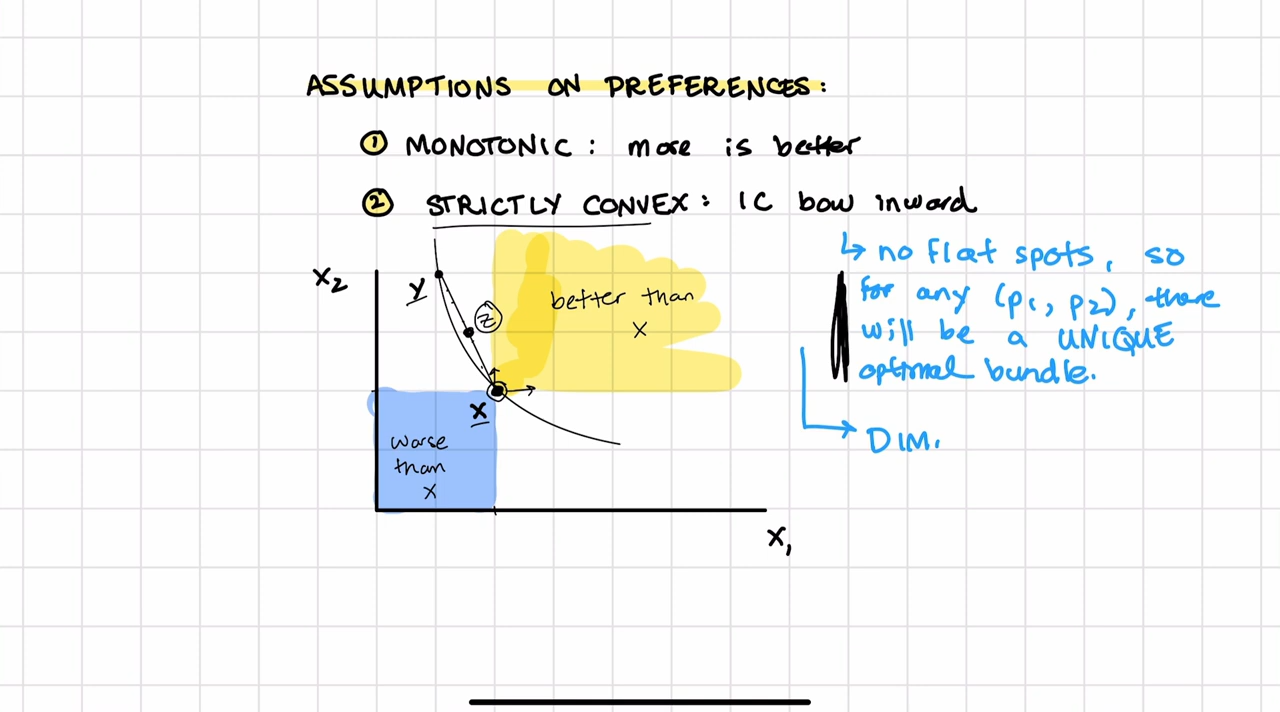 ASSUMPTIONS ON PREFERENCES:
① MONOTONIC: more is better
② STRICTLY CONVEX: IC bow inward
↳ no flat spots, so
for any (p1, p2), there
will be a UNIQUE
optimal bundle.
→ DIM.
x2
y
z
better than
x
x
worse
than
x
x1